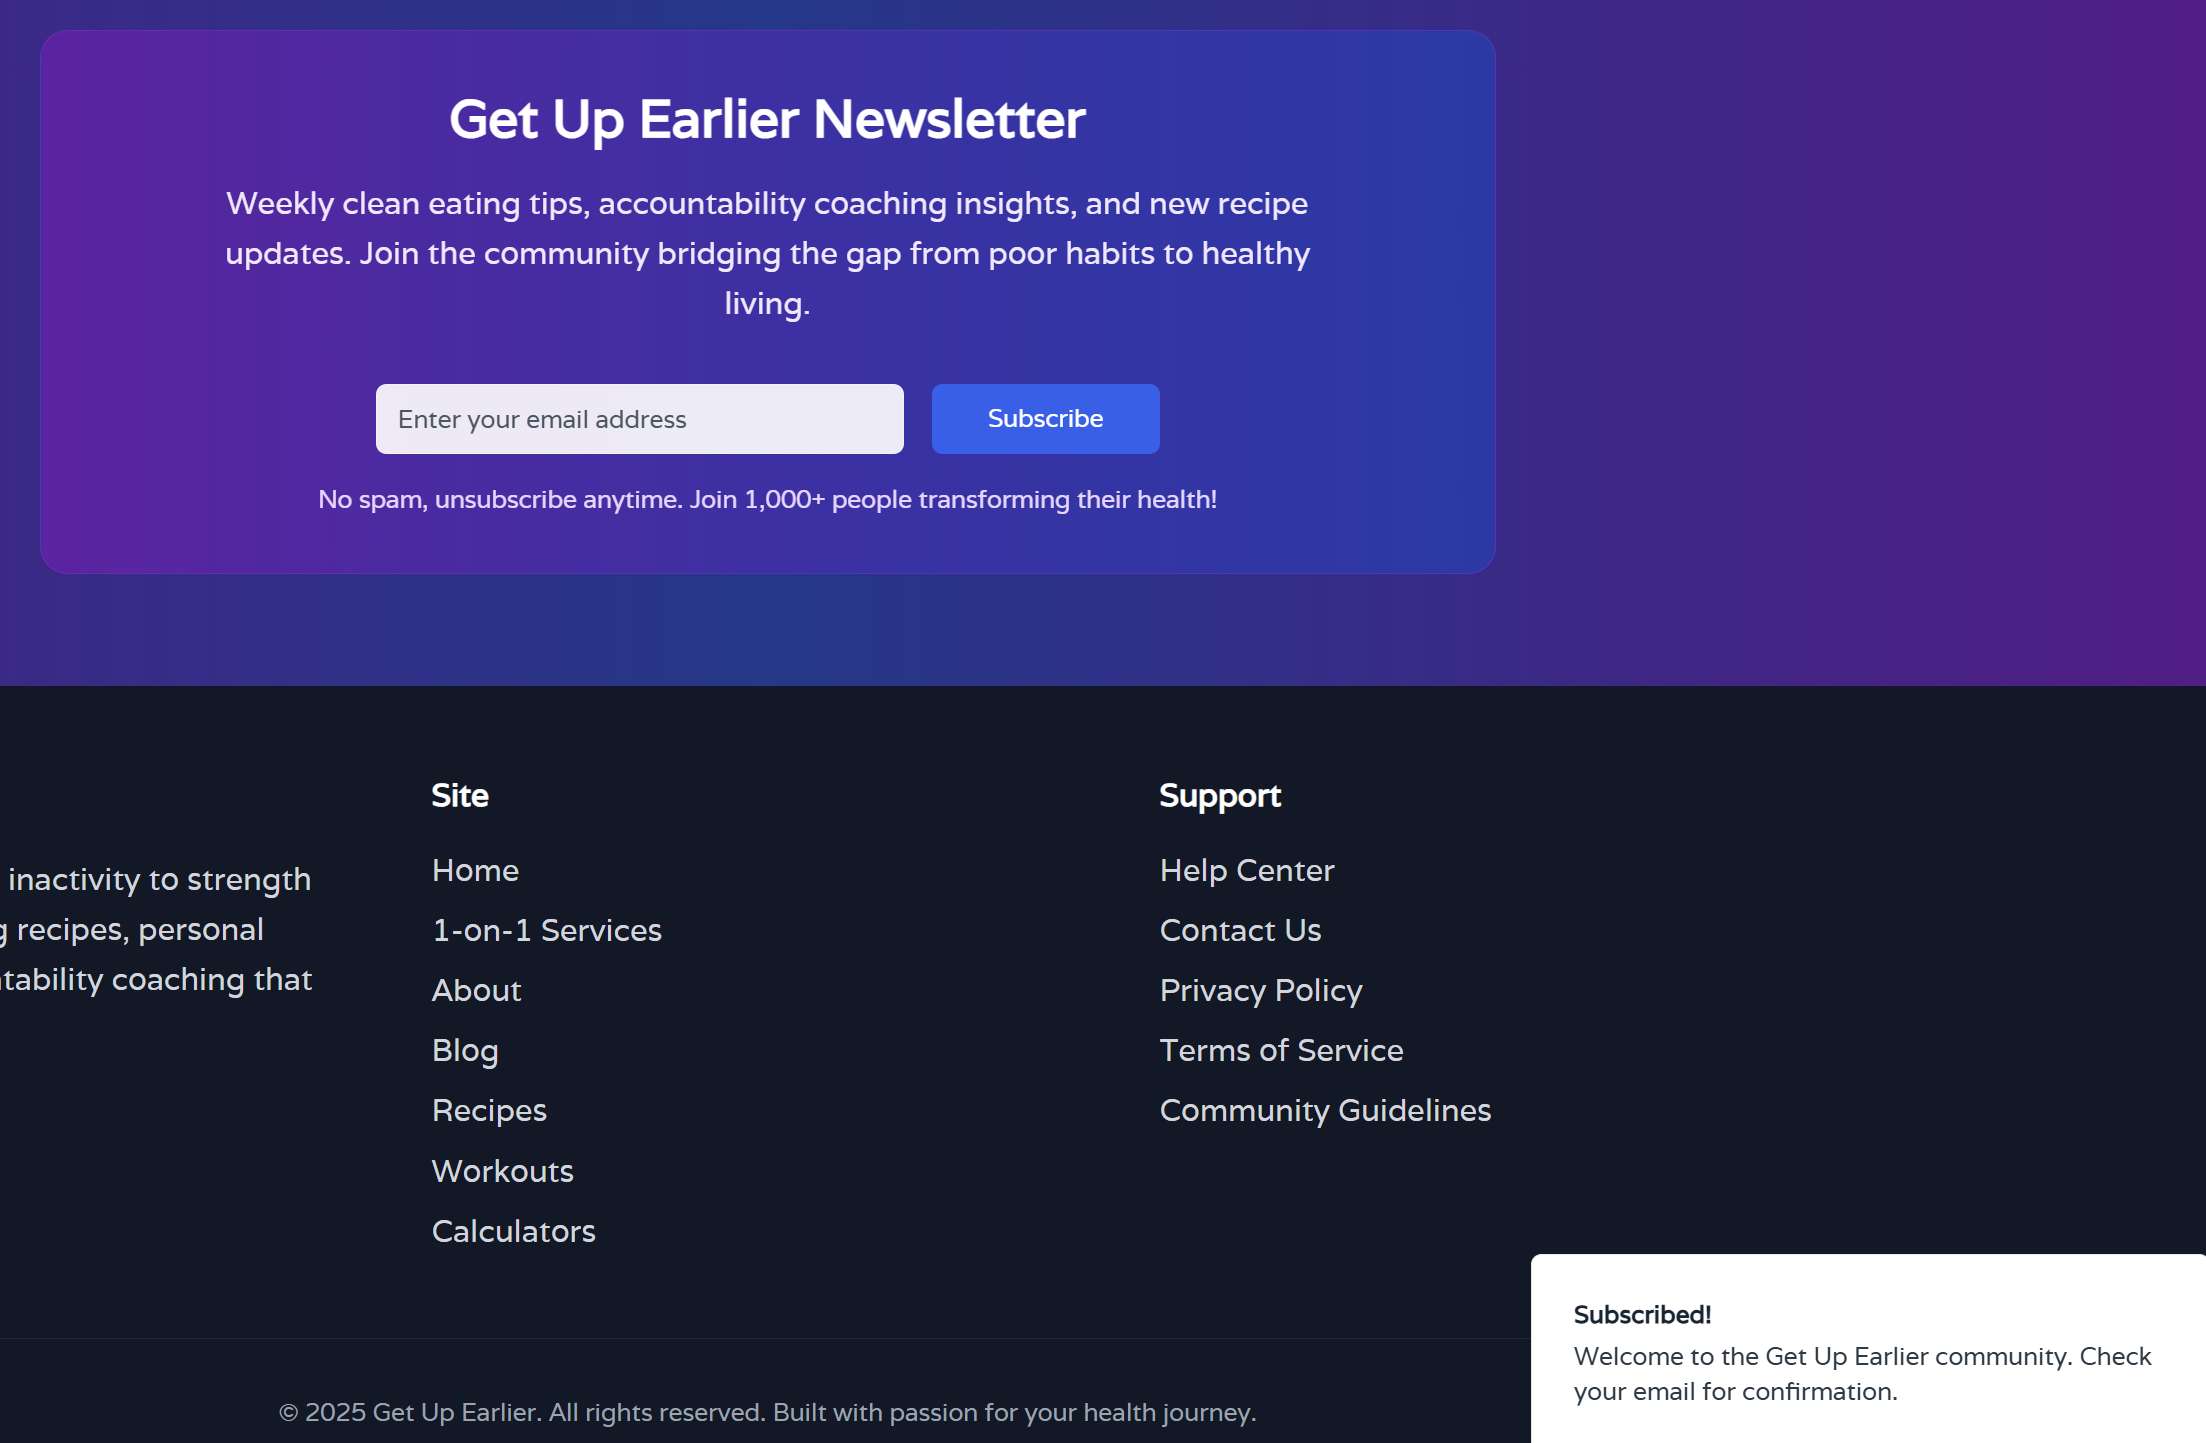 Get Up Earlier Newsletter
Weekly clean eating tips, accountability coaching insights, and new recipe
updates. Join the community bridging the gap from poor habits to healthy
living.
Enter your email address
Subscribe
No spam, unsubscribe anytime. Join 1,000+ people transforming their health!
inactivity to strength
recipes, personal
coaching that
Site
Home
1-on-1 Services
About
Blog
Recipes
Workouts
Calculators
Support
Help Center
Contact Us
Privacy Policy
Terms of Service
Community Guidelines
© 2025 Get Up Earlier. All rights reserved. Built with passion for your health journey.
Subscribed!
Welcome to the Get Up Earlier community. Check
your email for confirmation.